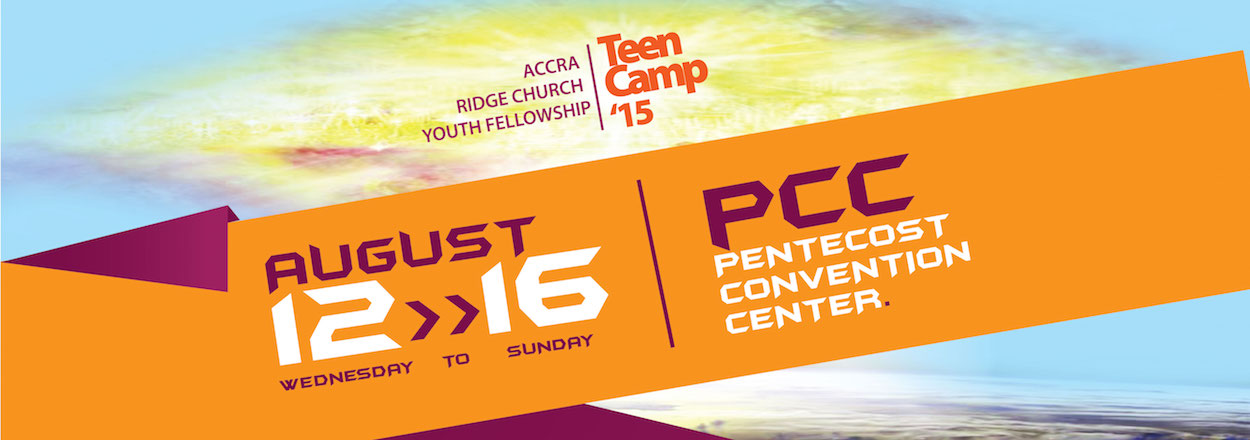 ACCRA
RIDGE CHURCH
YOUTH FELLOWSHIP
Teen
Camp
‘15
AUGUST
12 >> 16
WEDNESDAY TO SUNDAY
PCC
PENTECOST
CONVENTION
CENTER.